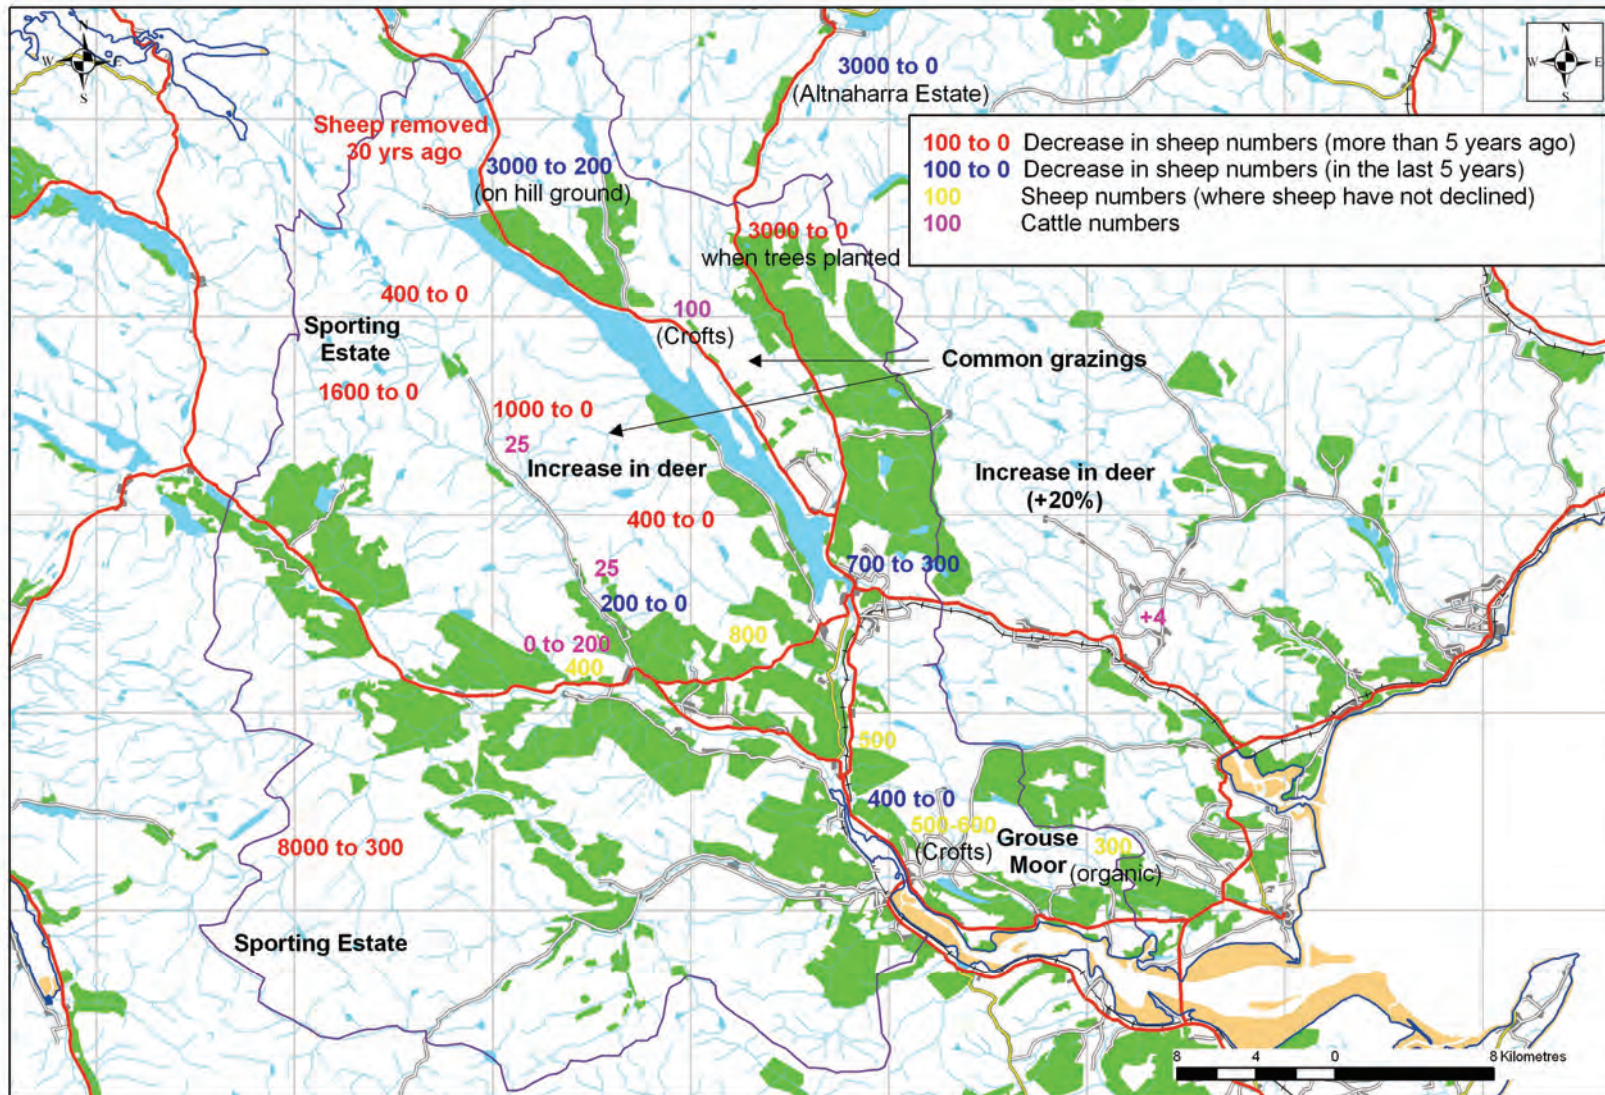 N
W E
S
N
W E
S
3000 to 0
(Altnaharra Estate)
100 to 0 Decrease in sheep numbers (more than 5 years ago)
100 to 0 Decrease in sheep numbers (in the last 5 years)
100 Sheep numbers (where sheep have not declined)
100 Cattle numbers
Sheep removed
30 yrs ago
3000 to 200
(on hill ground)
3000 to 0
when trees planted
400 to 0
100
(Crofts)
Sporting
Estate
Common grazings
1600 to 0
1000 to 0
25
Increase in deer
Increase in deer
(+20%)
400 to 0
700 to 300
25
200 to 0
+4
0 to 200
400
800
500
400 to 0
500-600
(Crofts)
Grouse
Moor
300
(organic)
8000 to 300
Sporting Estate
8 4 0 8 Kilometres